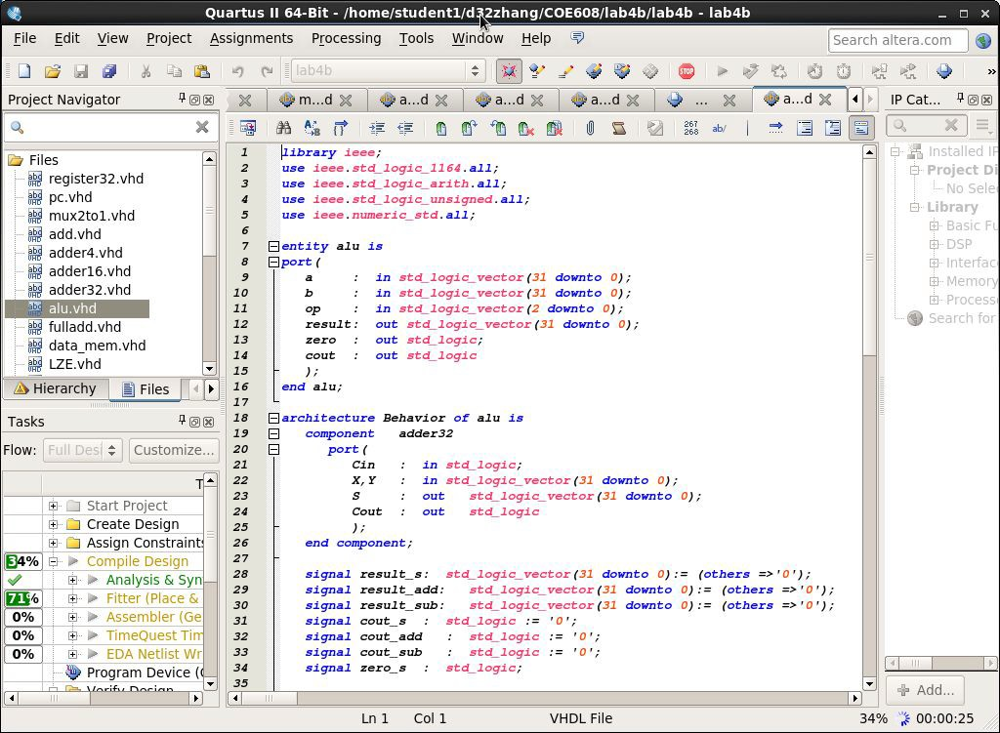 Quartus II 64-Bit - /home/student1/d32zhang/COE608/lab4b/lab4b - lab4b
File Edit View Project Assignments Processing Tools Window Help
Search altera.com
lab4b
STOP
»
Project Navigator
m...d
a...d
a...d
a...d
...
a...d
IP Cat...
267
268
ab/
Files
register32.vhd
pc.vhd
mux2to1.vhd
add.vhd
adder4.vhd
adder16.vhd
adder32.vhd
alu.vhd
fulladd.vhd
data_mem.vhd
LZE.vhd
Hierarchy
Files
Tasks
Flow: Full Desi
Customize...
T
Start Project
Create Design
Assign Constraints
34% Compile Design
Analysis & Syn
71% Fitter (Place &
0% Assembler (Ge
0% TimeQuest Tim
0% EDA Netlist Wr
Program Device (
Verify Design
1 library ieee;
2 use ieee.std_logic_1164.all;
3 use ieee.std_logic_arith.all;
4 use ieee.std_logic_unsigned.all;
5 use ieee.numeric_std.all;
6
7 entity alu is
8 port(
9 a : in std_logic_vector(31 downto 0);
10 b : in std_logic_vector(31 downto 0);
11 op : in std_logic_vector(2 downto 0);
12 result: out std_logic_vector(31 downto 0);
13 zero : out std_logic;
14 cout : out std_logic
15 );
16 end alu;
17
18 architecture Behavior of alu is
19 component adder32
20 port(
21 Cin : in std_logic;
22 X,Y : in std_logic_vector(31 downto 0);
23 S : out std_logic_vector(31 downto 0);
24 Cout : out std_logic
25 );
26 end component;
27
28 signal result_s: std_logic_vector(31 downto 0):= (others =>'0');
29 signal result_add: std_logic_vector(31 downto 0):= (others =>'0');
30 signal result_sub: std_logic_vector(31 downto 0):= (others =>'0');
31 signal cout_s : std_logic := '0';
32 signal cout_add : std_logic := '0';
33 signal cout_sub : std_logic := '0';
34 signal zero_s : std_logic;
35
Installed IP
Project Di
No Selec
Library
Basic Fu
DSP
Interfac
Memory
Process
Search for
Add...
Ln 1 Col 1 VHDL File 34% 00:00:25